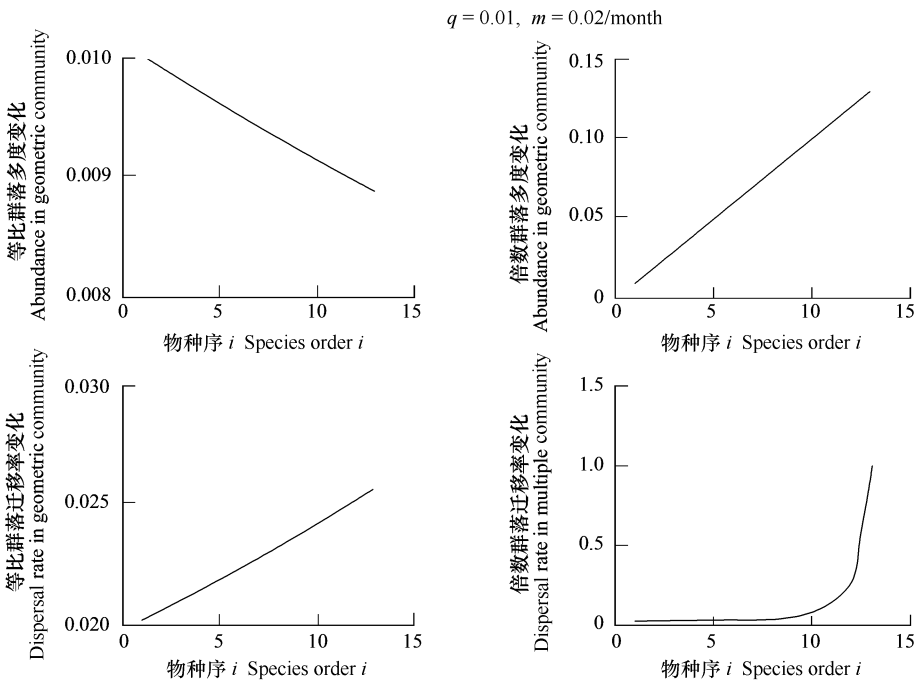 q = 0.01, m = 0.02/month
等比群落多度变化
Abundance in geometric community
0.010
0.009
0.008
0
5
10
15
物种序 i Species order i
倍数群落多度变化
Abundance in geometric community
0.15
0.10
0.05
0
0
5
10
15
物种序 i Species order i
等比群落迁移率变化
Dispersal rate in geometric community
0.030
0.025
0.020
0
5
10
15
物种序 i Species order i
倍数群落迁移率变化
Dispersal rate in multiple community
1.5
1.0
0.5
0
0
5
10
15
物种序 i Species order i